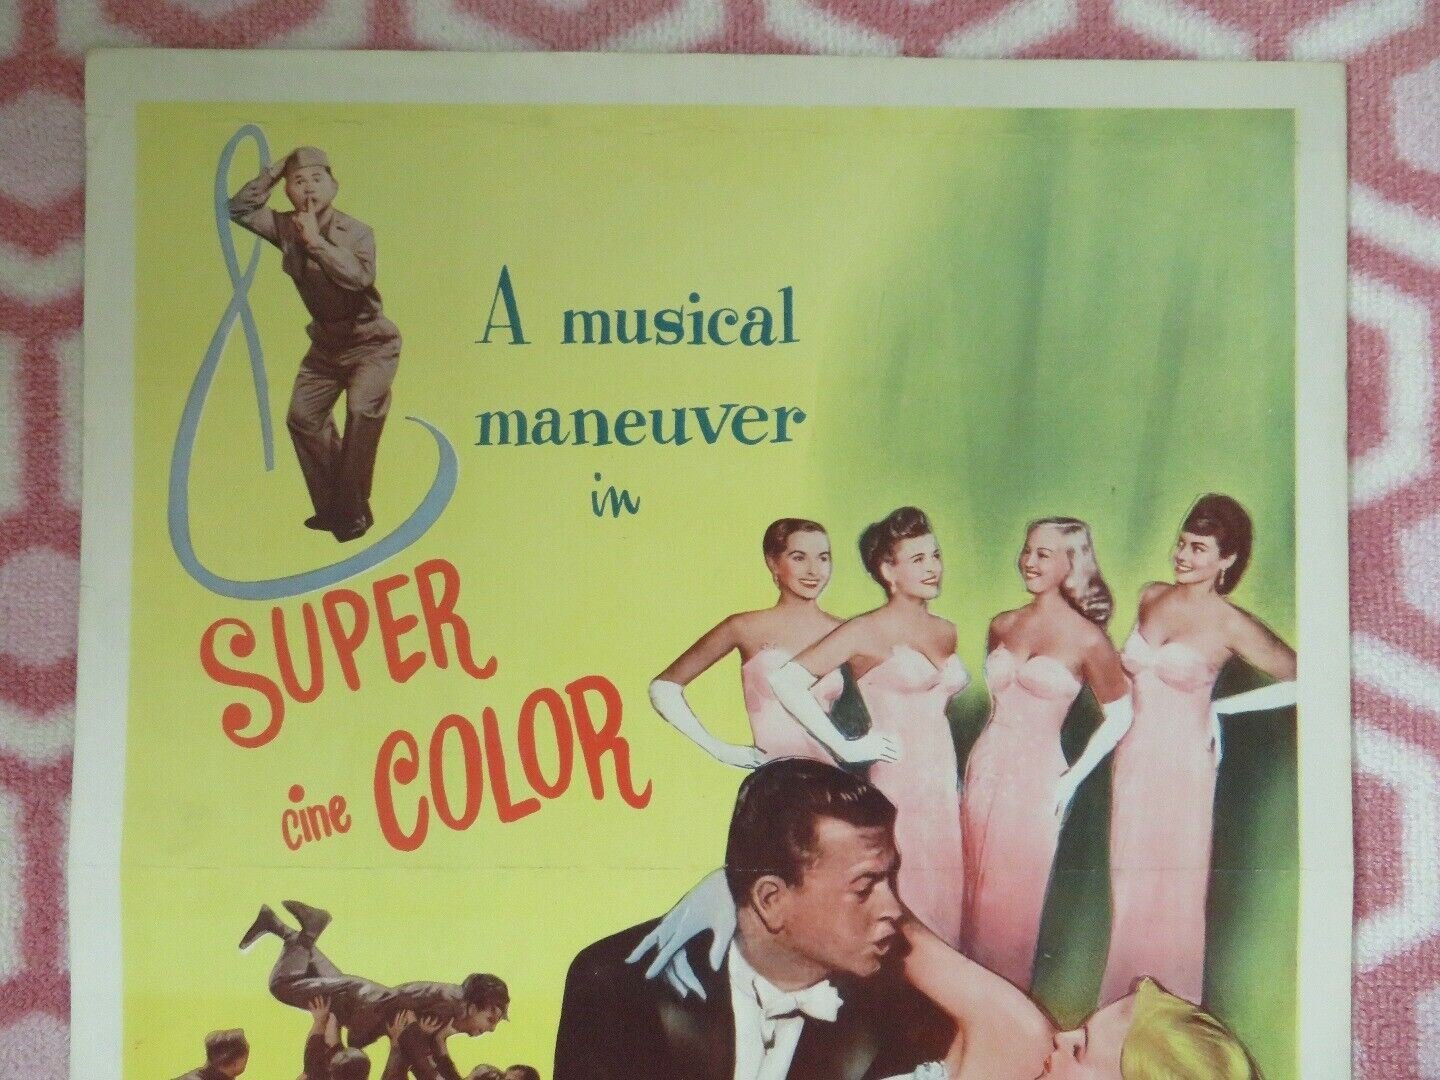 A musical
maneuver
in
SUPER
cine COLOR